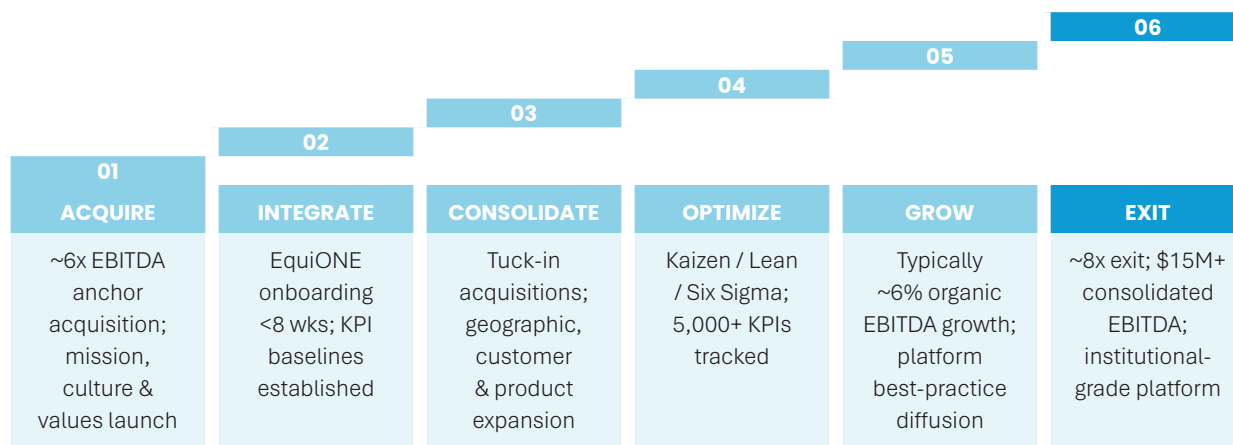 01
ACQUIRE
~6x EBITDA
anchor
acquisition;
mission,
culture &
values launch
02
INTEGRATE
EquiONE
onboarding
<8 wks; KPI
baselines
established
03
CONSOLIDATE
Tuck-in
acquisitions;
geographic,
customer
& product
expansion
04
OPTIMIZE
Kaizen / Lean
/ Six Sigma;
5,000+ KPIs
tracked
05
GROW
Typically
~6% organic
EBITDA growth;
platform
best-practice
diffusion
06
EXIT
~8x exit; $15M+
consolidated
EBITDA;
institutional-
grade platform